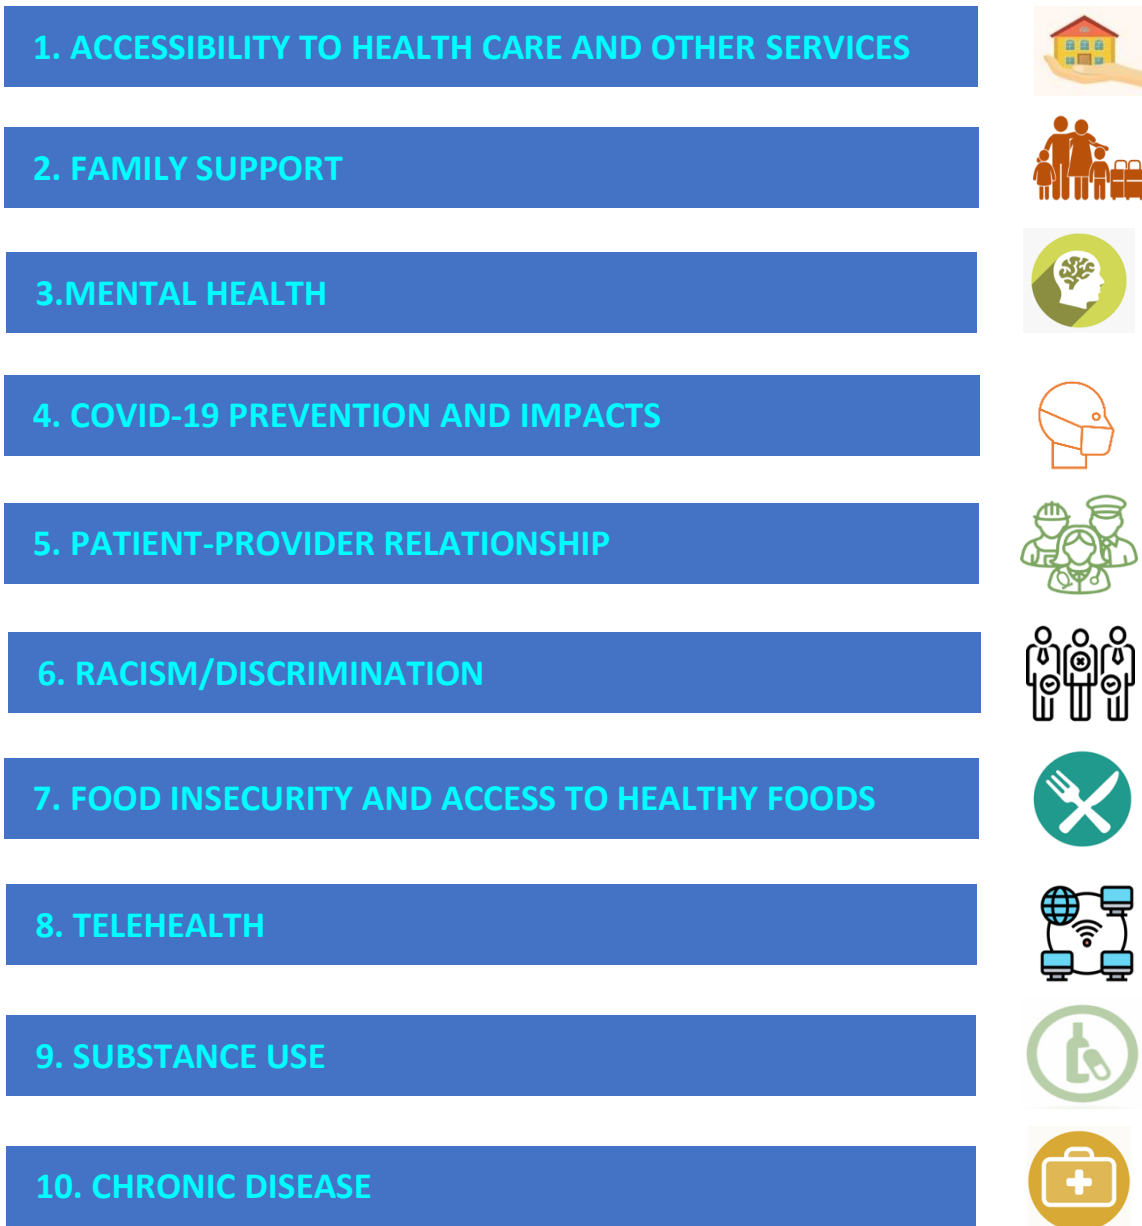 1. ACCESSIBILITY TO HEALTH CARE AND OTHER SERVICES
2. FAMILY SUPPORT
3.MENTAL HEALTH
4. COVID-19 PREVENTION AND IMPACTS
5. PATIENT-PROVIDER RELATIONSHIP
6. RACISM/DISCRIMINATION
7. FOOD INSECURITY AND ACCESS TO HEALTHY FOODS
8. TELEHEALTH
9. SUBSTANCE USE
10. CHRONIC DISEASE